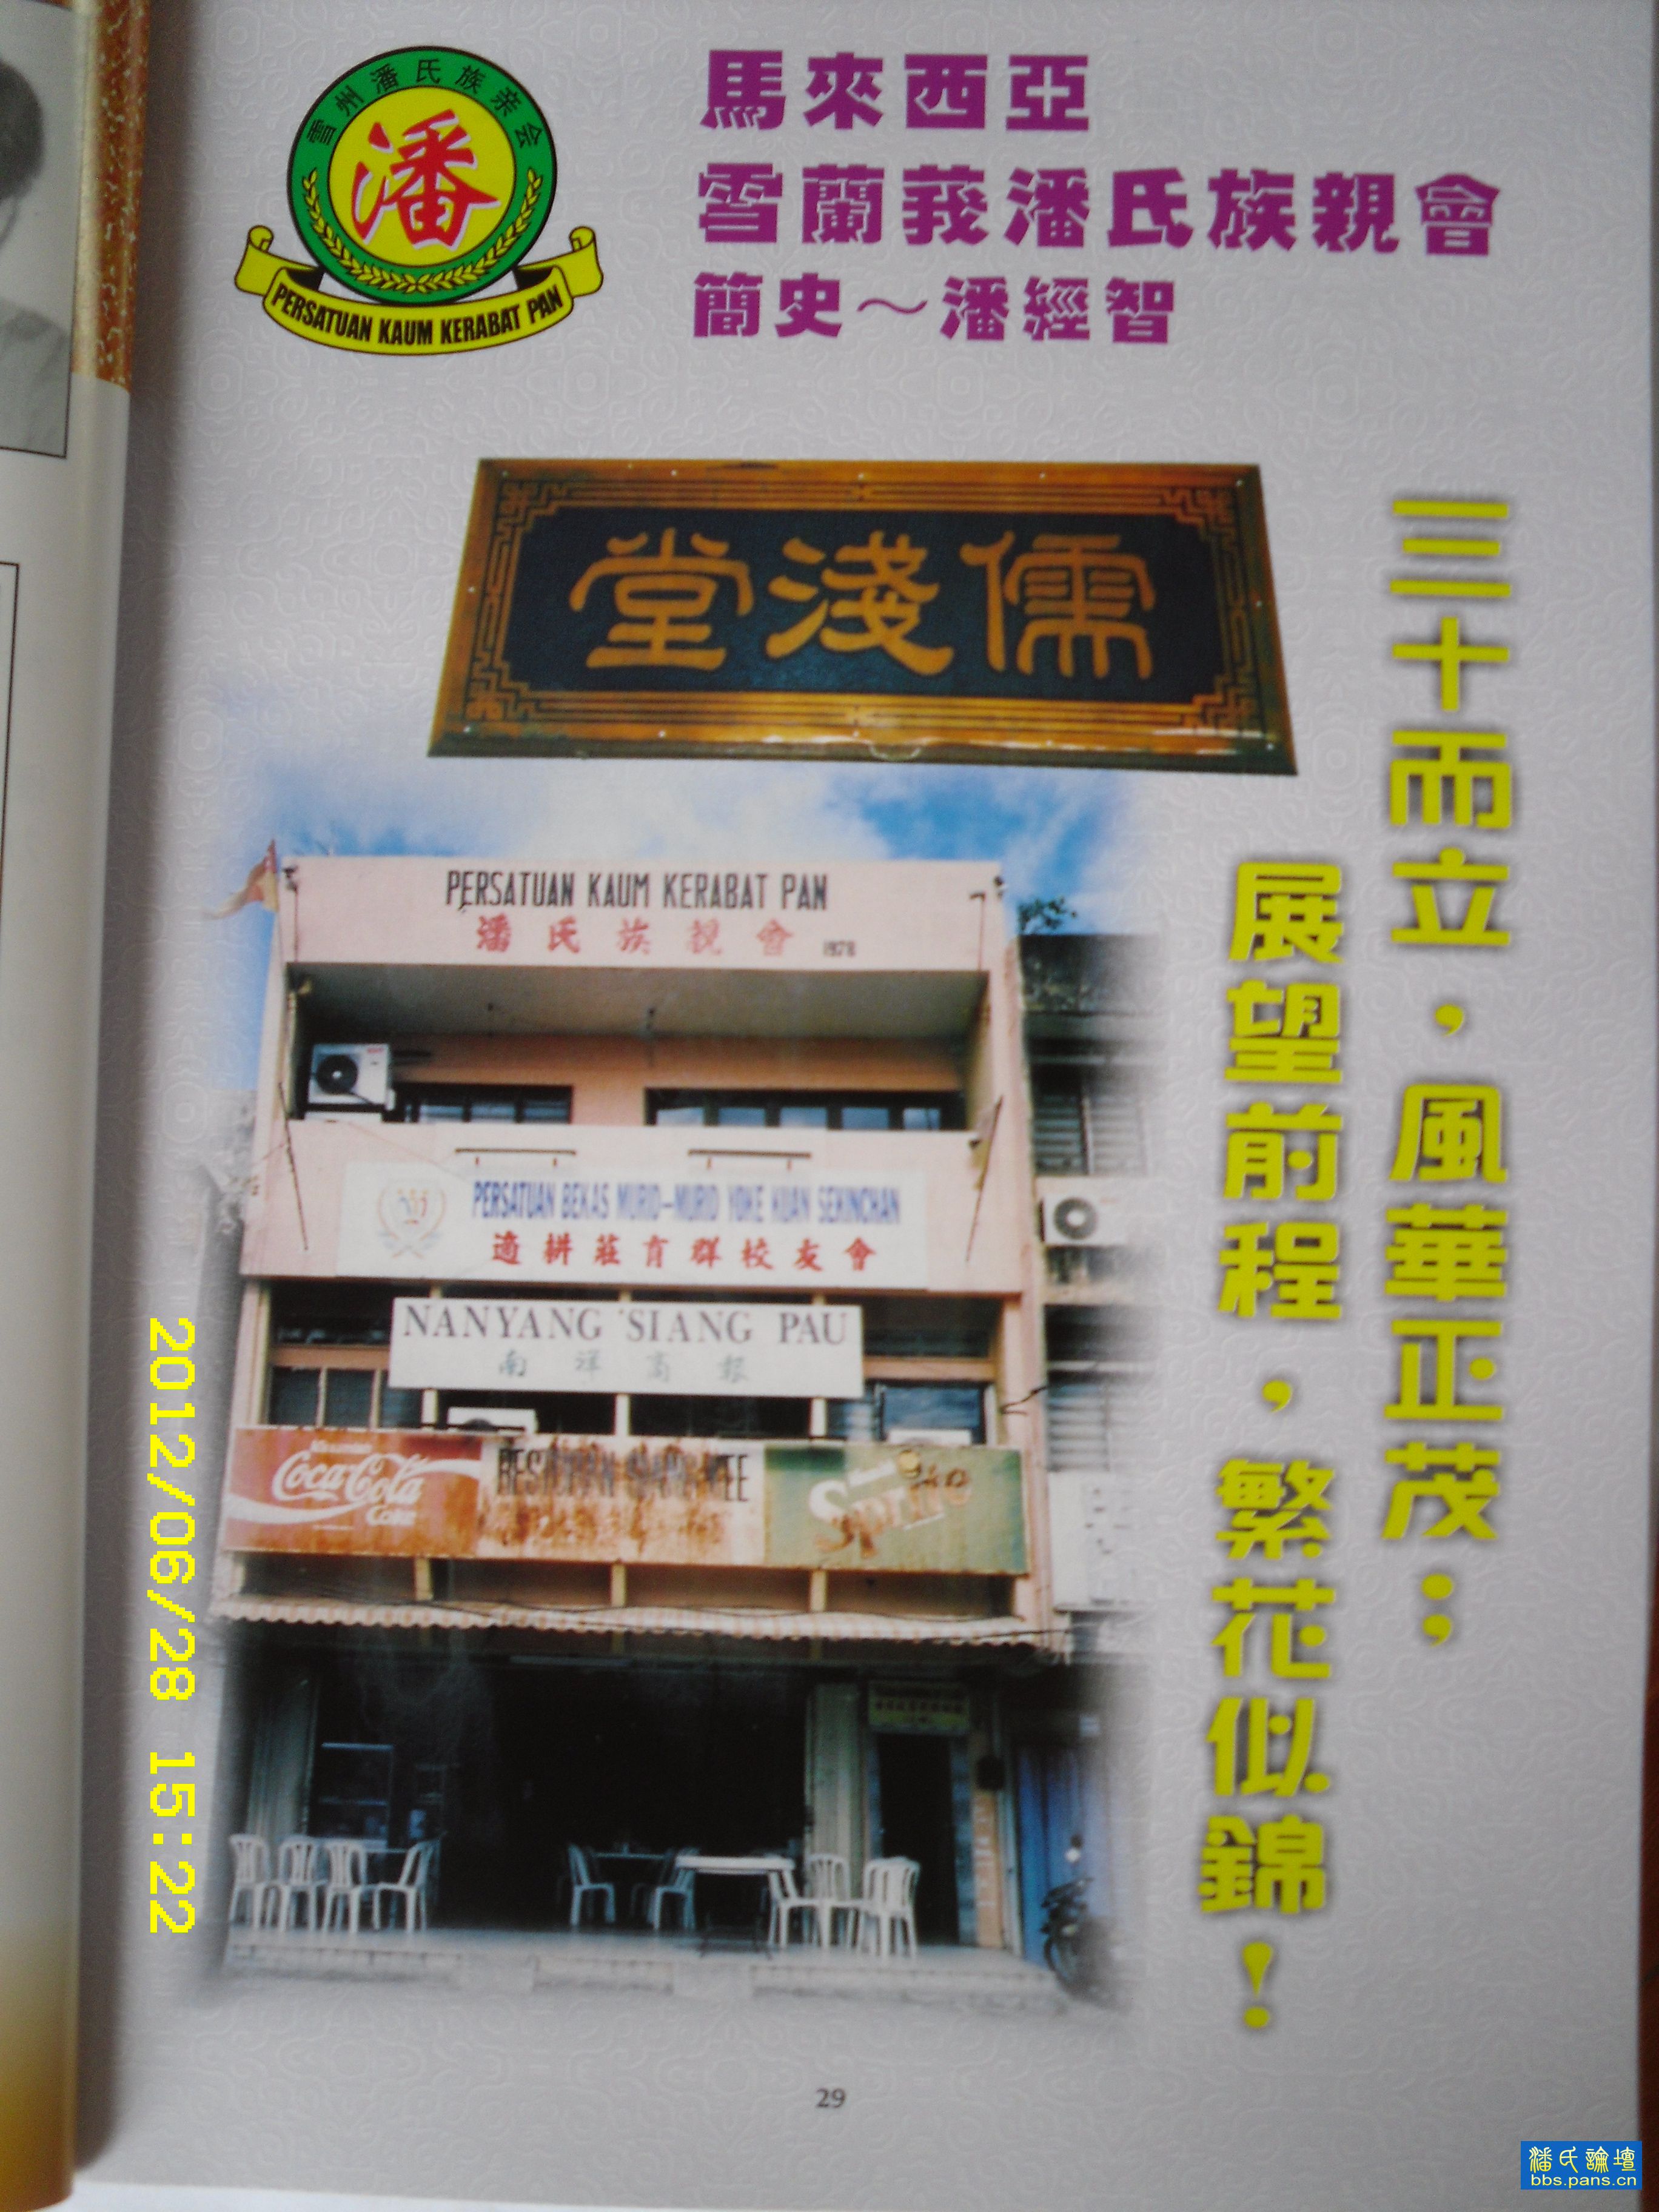 雪州潘氏族亲会
潘
PERSATUAN KAUM KERABAT PAN
馬來西亞
雪蘭莪潘氏族親會
簡史～潘經智
堂淺儒
三十而立，風華正茂；
展望前程，繁花似錦！
PERSATUAN KAUM KERABAT PAN
潘氏族親會 1978
PERSATUAN BEKAS MURID-MURID YOKE KUAN SEKINCHAN
適耕莊育群校友會
NANYANG SIANG PAU
南洋商報
Coca-Cola
Coke
Sprite
2012/06/28 15:22
29
潘氏論壇
bbs.pans.cn